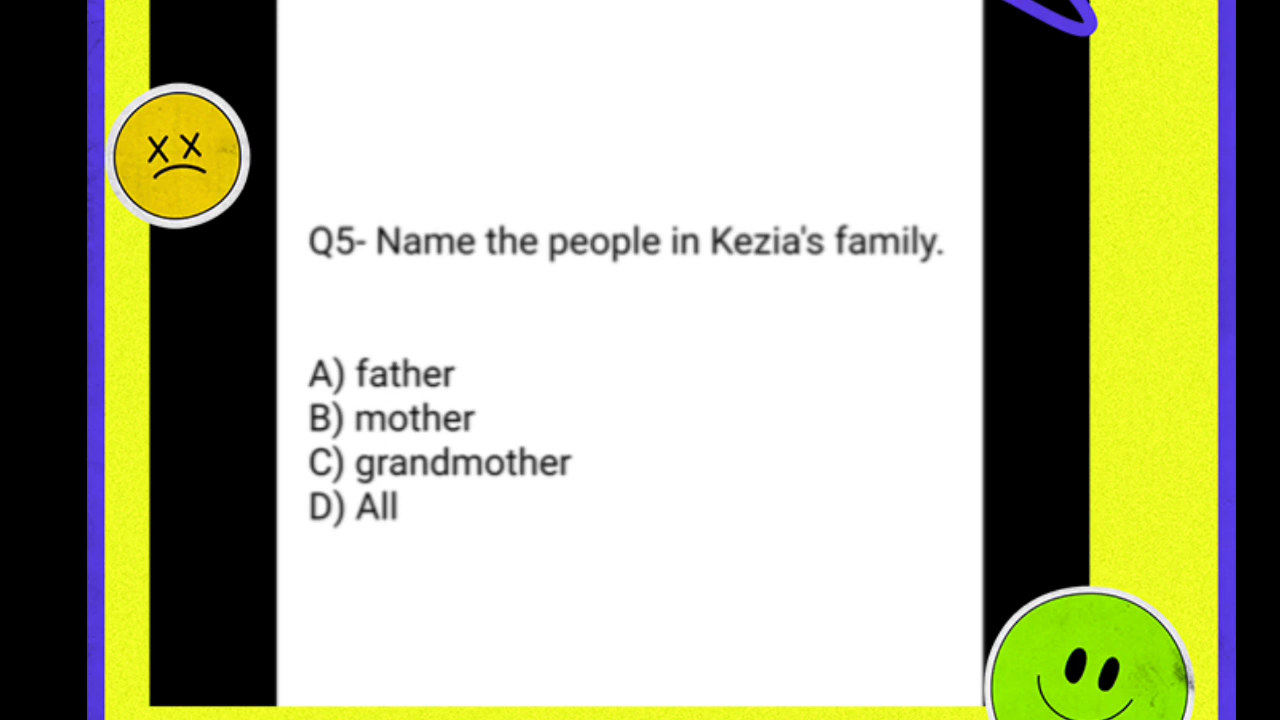 Q5- Name the people in Kezia's family.
A) father
B) mother
C) grandmother
D) All